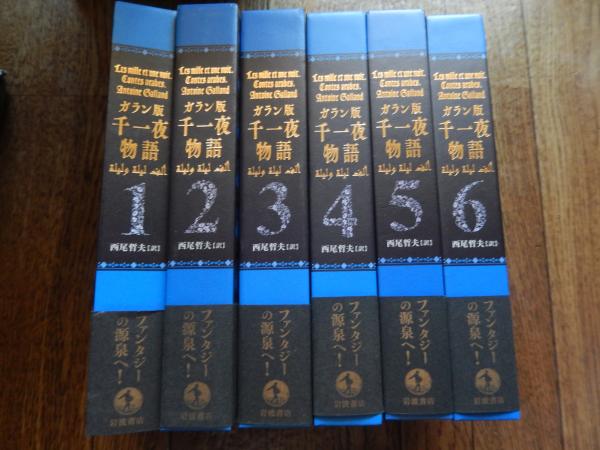 Les mille et une nuit.
Contes arabes.
Antoine Galland
ガラン版
千一夜
物語
ألف ليلة وليلة
1
西尾哲夫【訳】
ファンタジー
の源泉へ!
岩波書店
Les mille et une nuit.
Contes arabes.
Antoine Galland
ガラン版
千一夜
物語
ألف ليلة وليلة
2
西尾哲夫【訳】
ファンタジー
の源泉へ!
岩波書店
Les mille et une nuit.
Contes arabes.
Antoine Galland
ガラン版
千一夜
物語
ألف ليلة وليلة
3
西尾哲夫【訳】
ファンタジー
の源泉へ!
岩波書店
Les mille et une nuit.
Contes arabes.
Antoine Galland
ガラン版
千一夜
物語
ألف ليلة وليلة
4
西尾哲夫【訳】
ファンタジー
の源泉へ!
岩波書店
Les mille et une nuit.
Contes arabes.
Antoine Galland
ガラン版
千一夜
物語
ألف ليلة وليلة
5
西尾哲夫【訳】
ファンタジー
の源泉へ!
岩波書店
Les mille et une nuit.
Contes arabes.
Antoine Galland
ガラン版
千一夜
物語
ألف ليلة وليلة
6
西尾哲夫【訳】
ファンタジー
の源泉へ!
岩波書店